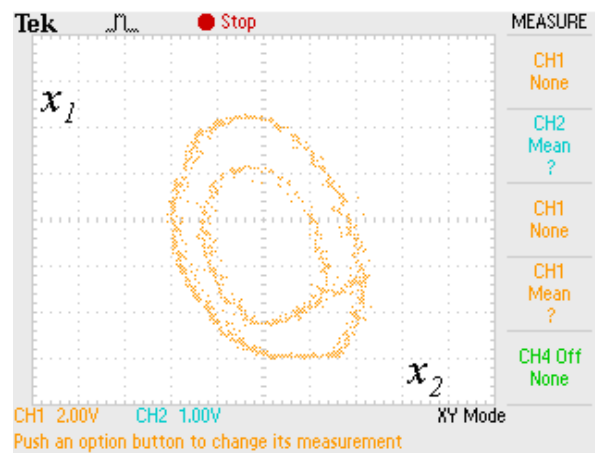 Tek
Stop
MEASURE
CH1
None
CH2
Mean
?
CH1
None
CH1
Mean
?
CH4 Off
None
x1
x2
CH1 2.00V
CH2 1.00V
XY Mode
Push an option button to change its measurement